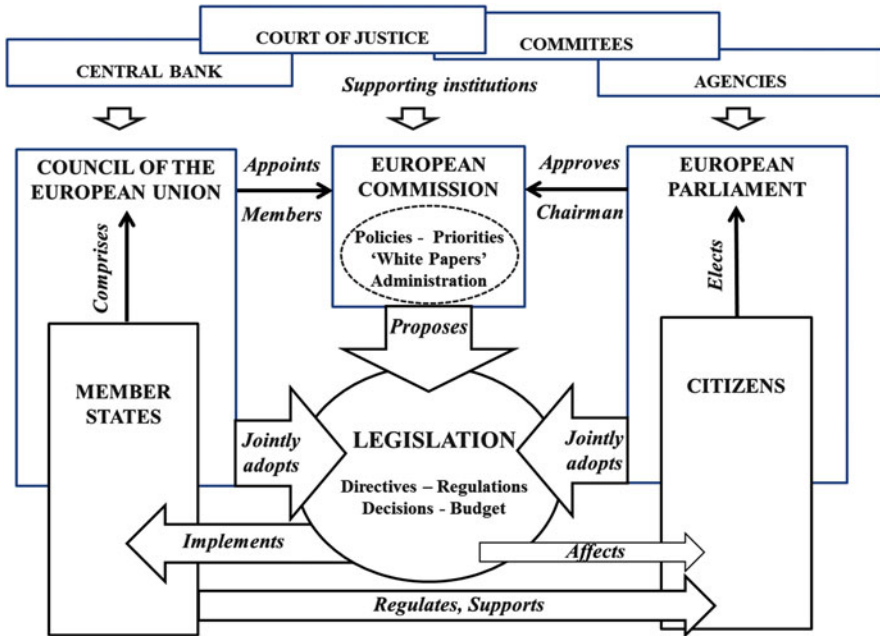 COURT OF JUSTICE
COMMITEES
CENTRAL BANK
AGENCIES
Supporting institutions
COUNCIL OF THE
EUROPEAN UNION
Appoints
Members
EUROPEAN
COMMISSION
Approves
Chairman
EUROPEAN
PARLIAMENT
Policies - Priorities
‘White Papers’
Administration
Comprises
Elects
Proposes
MEMBER
STATES
CITIZENS
Jointly
adopts
LEGISLATION
Directives – Regulations
Decisions - Budget
Jointly
adopts
Implements
Affects
Regulates, Supports